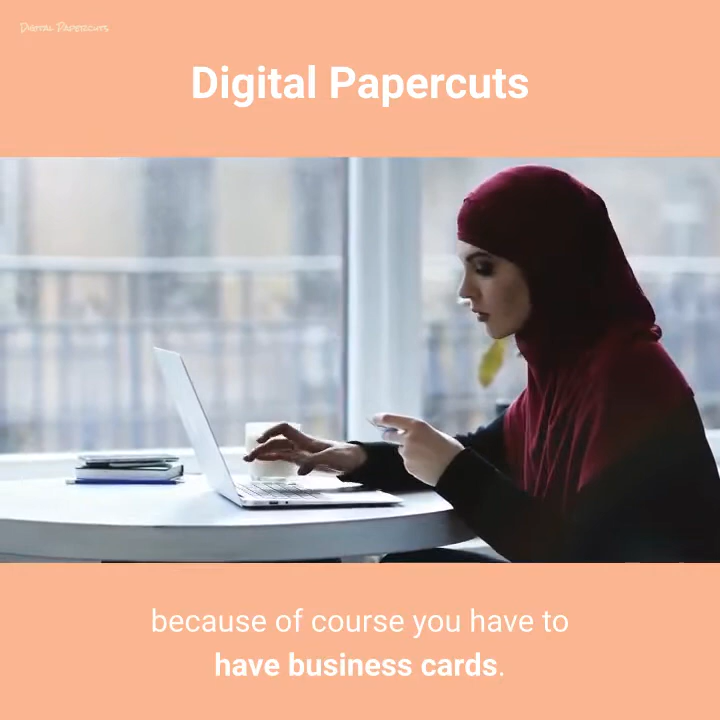 Digital Papercuts
Digital Papercuts
because of course you have to
have business cards.